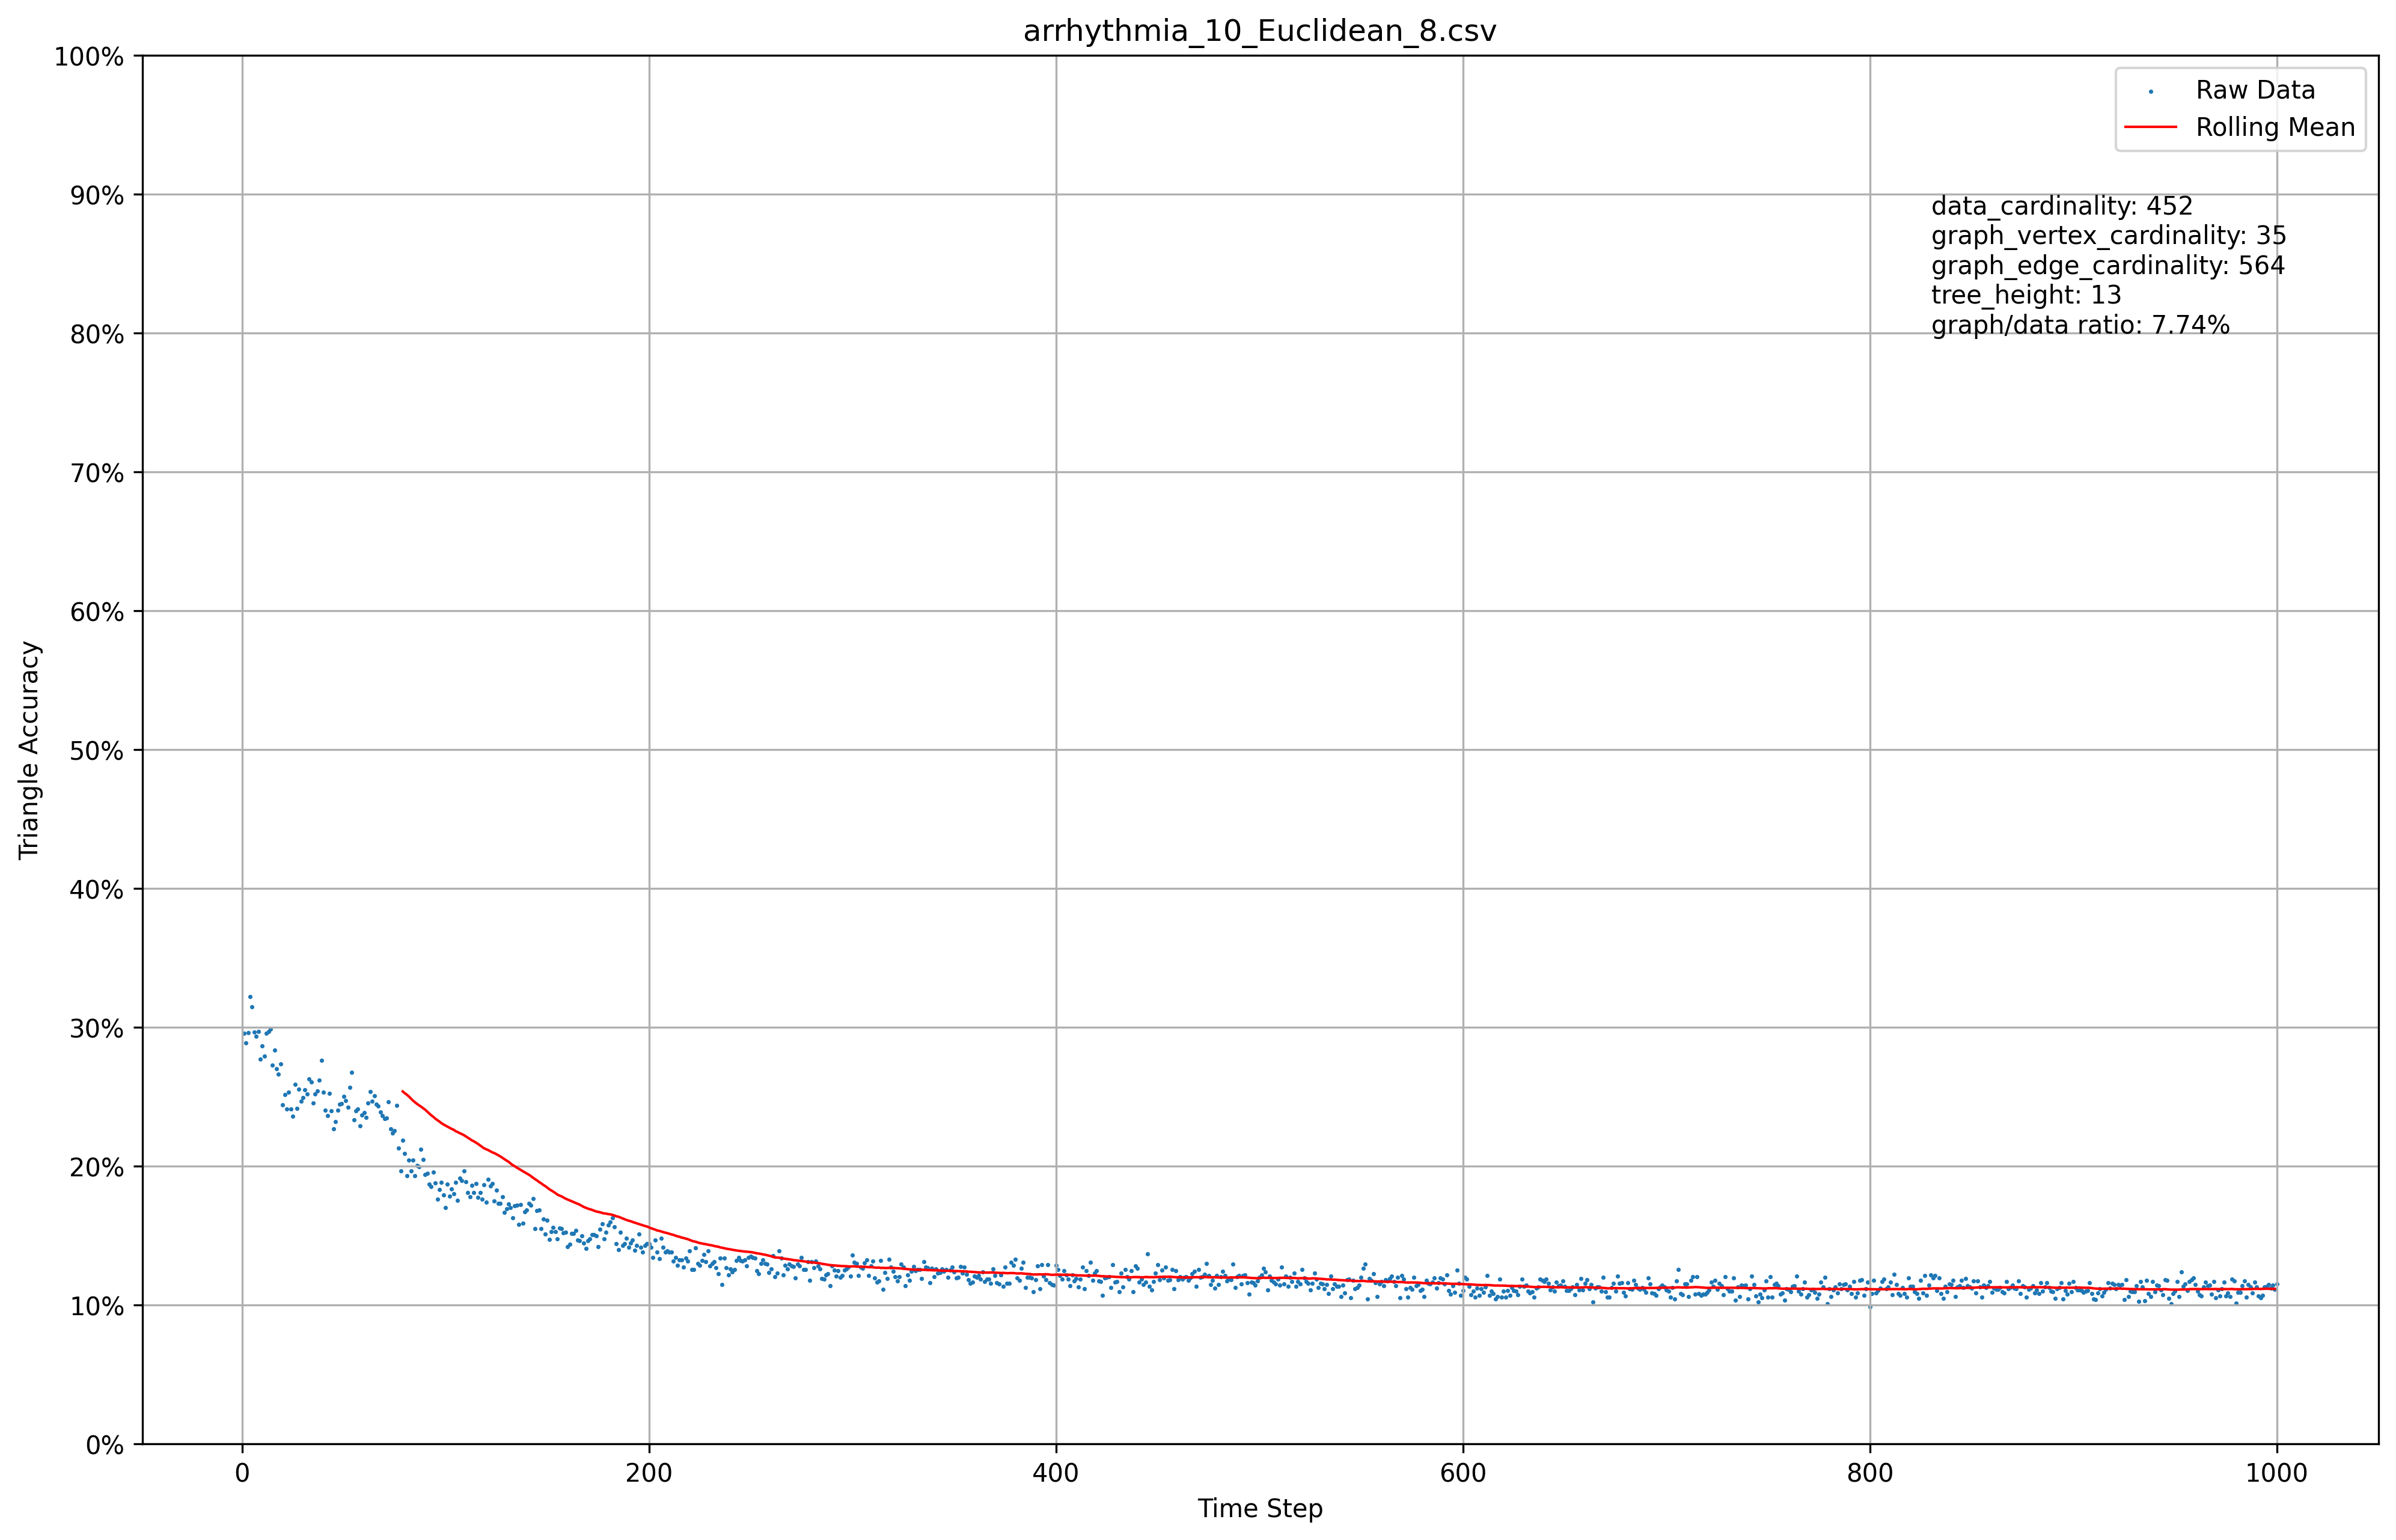 arrhythmia_10_Euclidean_8.csv
100%
90%
80%
70%
60%
50%
40%
30%
20%
10%
0%
Triangle Accuracy
Raw Data
Rolling Mean
data_cardinality: 452
graph_vertex_cardinality: 35
graph_edge_cardinality: 564
tree_height: 13
graph/data ratio: 7.74%
0 200 400 600 800 1000
Time Step